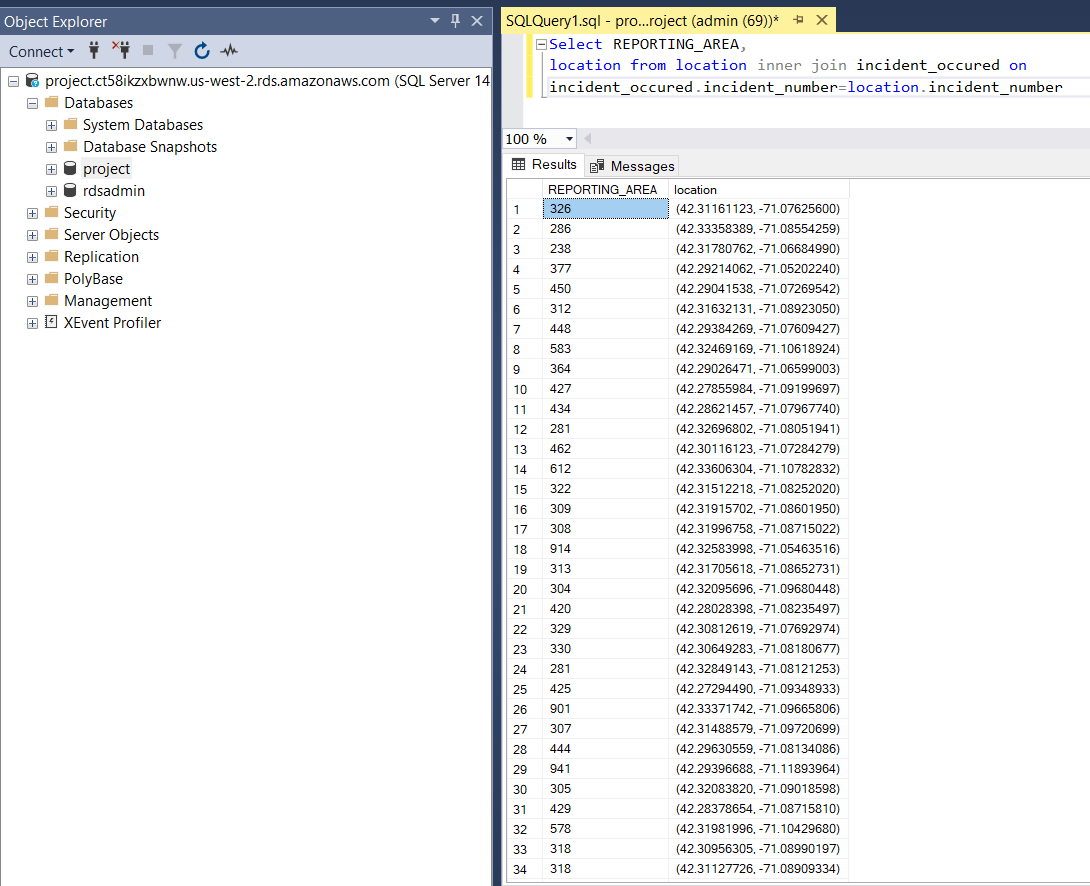 Object Explorer
Connect
project.ct58ikzxbwnw.us-west-2.rds.amazonaws.com (SQL Server 14
Databases
System Databases
Database Snapshots
project
rdsadmin
Security
Server Objects
Replication
PolyBase
Management
XEvent Profiler
SQLQuery1.sql - pro...roject (admin (69))*
Select REPORTING_AREA,
location from location inner join incident_occured on
incident_occured.incident_number=location.incident_number
100 %
Results Messages
REPORTING_AREA location
1 326 (42.31161123, -71.07625600)
2 286 (42.33358389, -71.08554259)
3 238 (42.31780762, -71.06684990)
4 377 (42.29214062, -71.05202240)
5 450 (42.29041538, -71.07269542)
6 312 (42.31632131, -71.08923050)
7 448 (42.29384269, -71.07609427)
8 583 (42.32469169, -71.10618924)
9 364 (42.29026471, -71.06599003)
10 427 (42.27855984, -71.09199697)
11 434 (42.28621457, -71.07967740)
12 281 (42.32696802, -71.08051941)
13 462 (42.30116123, -71.07284279)
14 612 (42.33606304, -71.10782832)
15 322 (42.31512218, -71.08252020)
16 309 (42.31915702, -71.08601950)
17 308 (42.31996758, -71.08715022)
18 914 (42.32583998, -71.05463516)
19 313 (42.31705618, -71.08652731)
20 304 (42.32095696, -71.09680448)
21 420 (42.28028398, -71.08235497)
22 329 (42.30812619, -71.07692974)
23 330 (42.30649283, -71.08180677)
24 281 (42.32849143, -71.08121253)
25 425 (42.27294490, -71.09348933)
26 901 (42.33371742, -71.09665806)
27 307 (42.31488579, -71.09720699)
28 444 (42.29630559, -71.08134086)
29 941 (42.29396688, -71.11893964)
30 305 (42.32083820, -71.09018598)
31 429 (42.28378654, -71.08715810)
32 578 (42.31981996, -71.10429680)
33 318 (42.30956305, -71.08990197)
34 318 (42.31127726, -71.08909334)